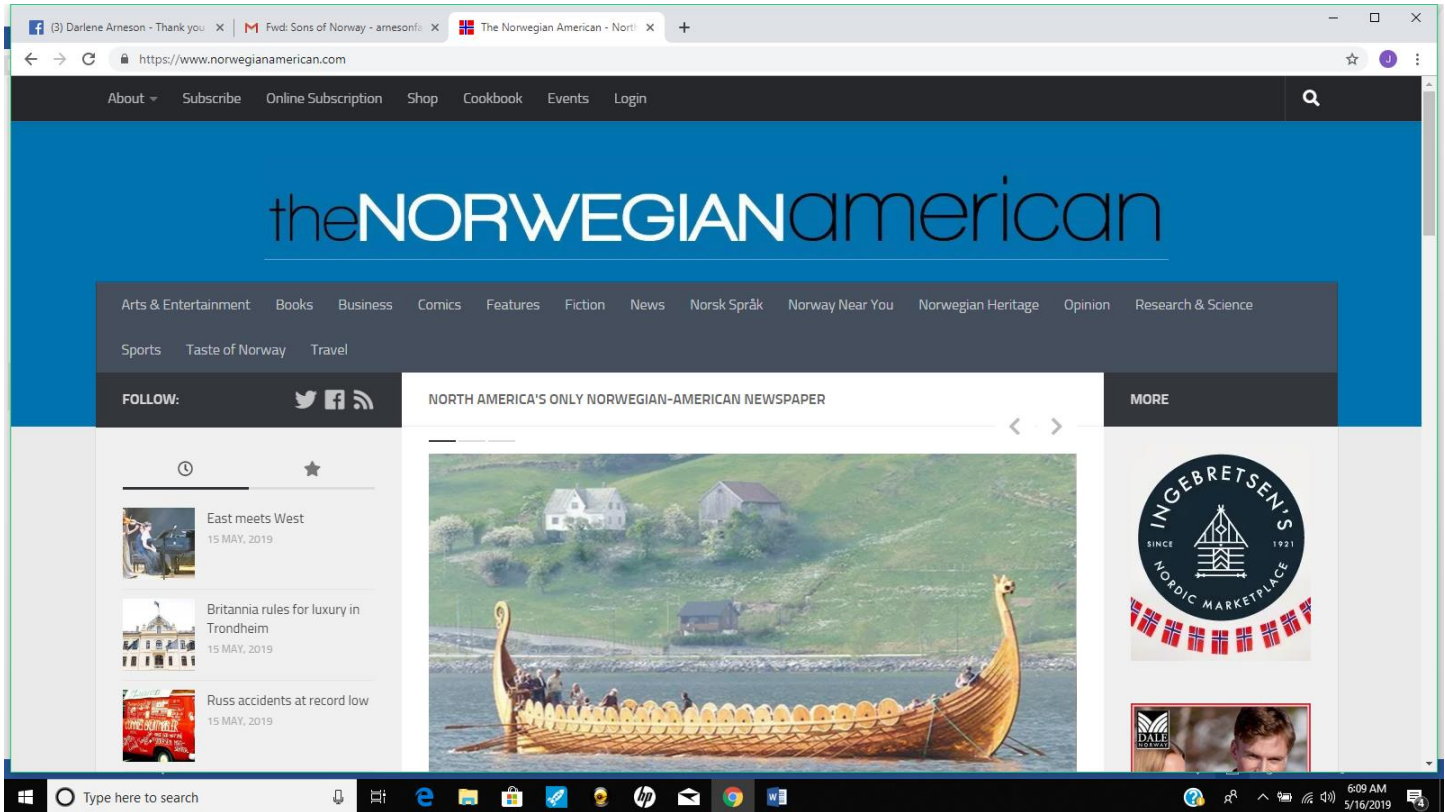 (3) Darlene Arneson - Thank you
Fwd: Sons of Norway - arnesonfa
The Norwegian American - North
https://www.norwegianamerican.com
J
About Subscribe Online Subscription Shop Cookbook Events Login
theNORWEGIANamerican
Arts & Entertainment Books Business Comics Features Fiction News Norsk Språk Norway Near You Norwegian Heritage Opinion Research & Science
Sports Taste of Norway Travel
FOLLOW:
NORTH AMERICA'S ONLY NORWEGIAN-AMERICAN NEWSPAPER
MORE
East meets West
15 MAY, 2019
Britannia rules for luxury in
Trondheim
15 MAY, 2019
Russ accidents at record low
15 MAY, 2019
INGEBRETSEN'S
SINCE 1921
NORDIC MARKETPLACE
DALE
NORWAY
Type here to search
hp
6:09 AM
5/16/2019
4